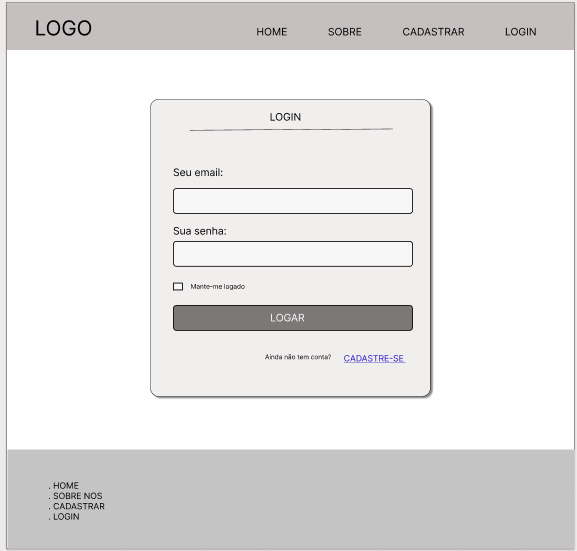 LOGO
HOME SOBRE CADASTRAR LOGIN
LOGIN
Seu email:
Sua senha:
Mante-me logado
LOGAR
Ainda não tem conta? CADASTRE-SE
. HOME
. SOBRE NOS
. CADASTRAR
. LOGIN